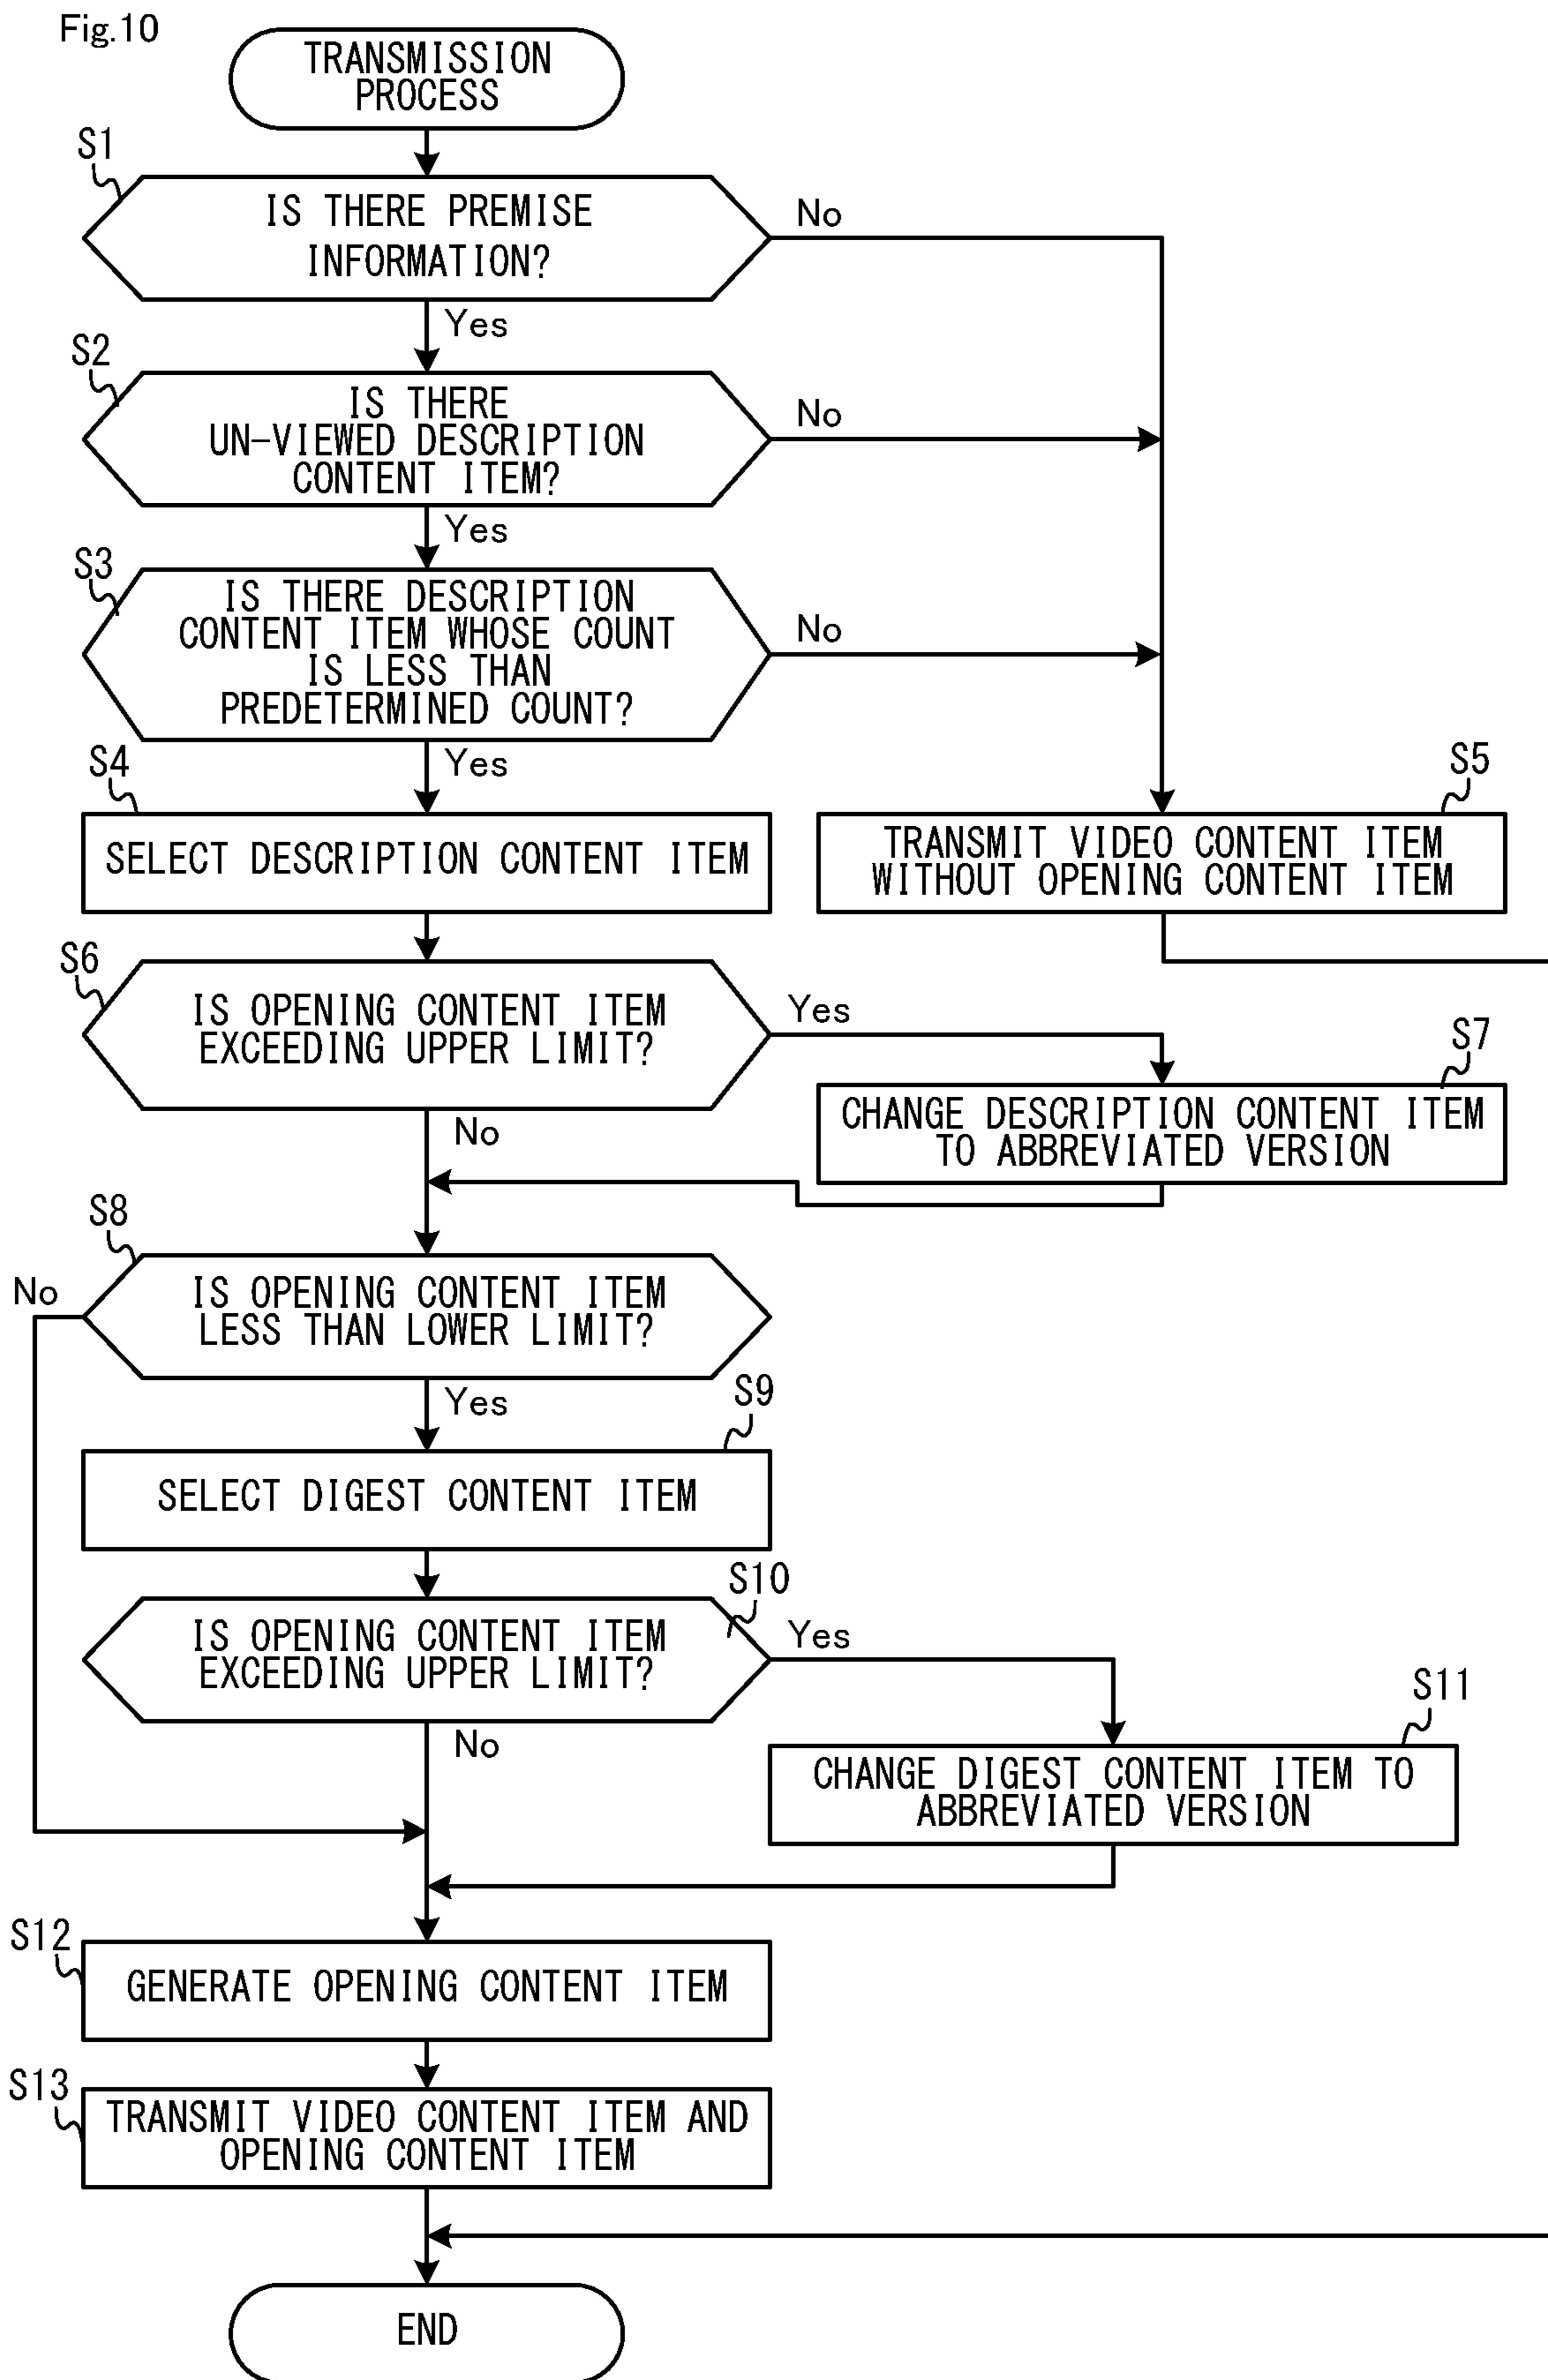 Fig.10
TRANSMISSION
PROCESS
S1
IS THERE PREMISE
INFORMATION?
No
Yes
S2
IS THERE
UN-VIEWED DESCRIPTION
CONTENT ITEM?
No
Yes
S3
IS THERE DESCRIPTION
CONTENT ITEM WHOSE COUNT
IS LESS THAN
PREDETERMINED COUNT?
No
Yes
S4
SELECT DESCRIPTION CONTENT ITEM
S5
TRANSMIT VIDEO CONTENT ITEM
WITHOUT OPENING CONTENT ITEM
S6
IS OPENING CONTENT ITEM
EXCEEDING UPPER LIMIT?
Yes
No
S7
CHANGE DESCRIPTION CONTENT ITEM
TO ABBREVIATED VERSION
S8
No
IS OPENING CONTENT ITEM
LESS THAN LOWER LIMIT?
Yes
S9
SELECT DIGEST CONTENT ITEM
S10
IS OPENING CONTENT ITEM
EXCEEDING UPPER LIMIT?
Yes
No
S11
CHANGE DIGEST CONTENT ITEM TO
ABBREVIATED VERSION
S12
GENERATE OPENING CONTENT ITEM
S13
TRANSMIT VIDEO CONTENT ITEM AND
OPENING CONTENT ITEM
END